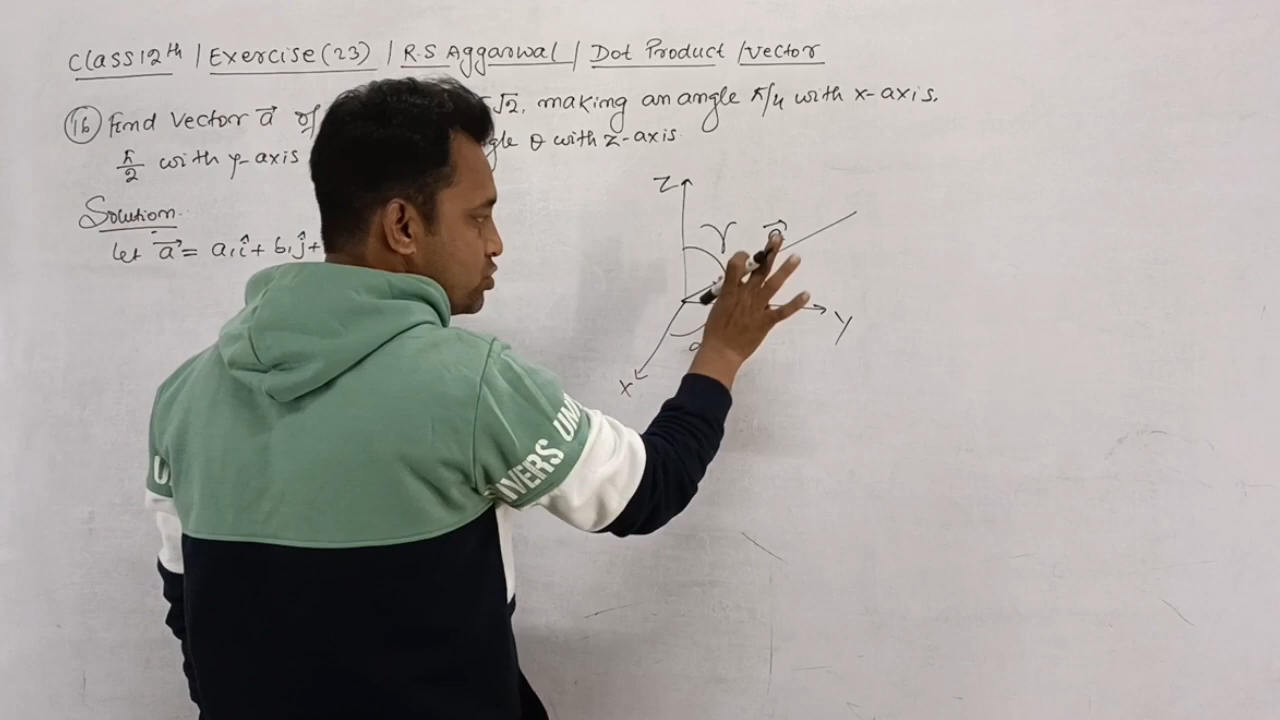 Class 12th / Exercise (23) / R.S Aggarwal / Dot Product / vector
(16) Find Vector a⃗ of √2, making an angle π/4 with x-axis.
π/2 with y-axis θ with z-axis.
Solution.
Let a⃗ = a₁î + b₁ĵ +
Z
γ
a⃗
Y
X
UNIVERS UNI